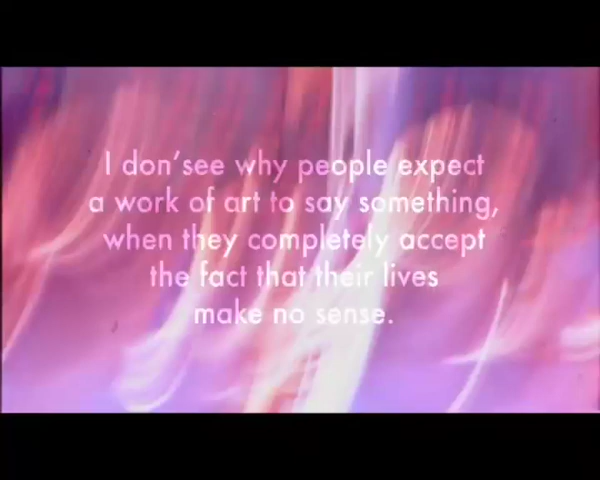 I don'see why people expect
a work of art to say something,
when they completely accept
the fact that their lives
make no sense.